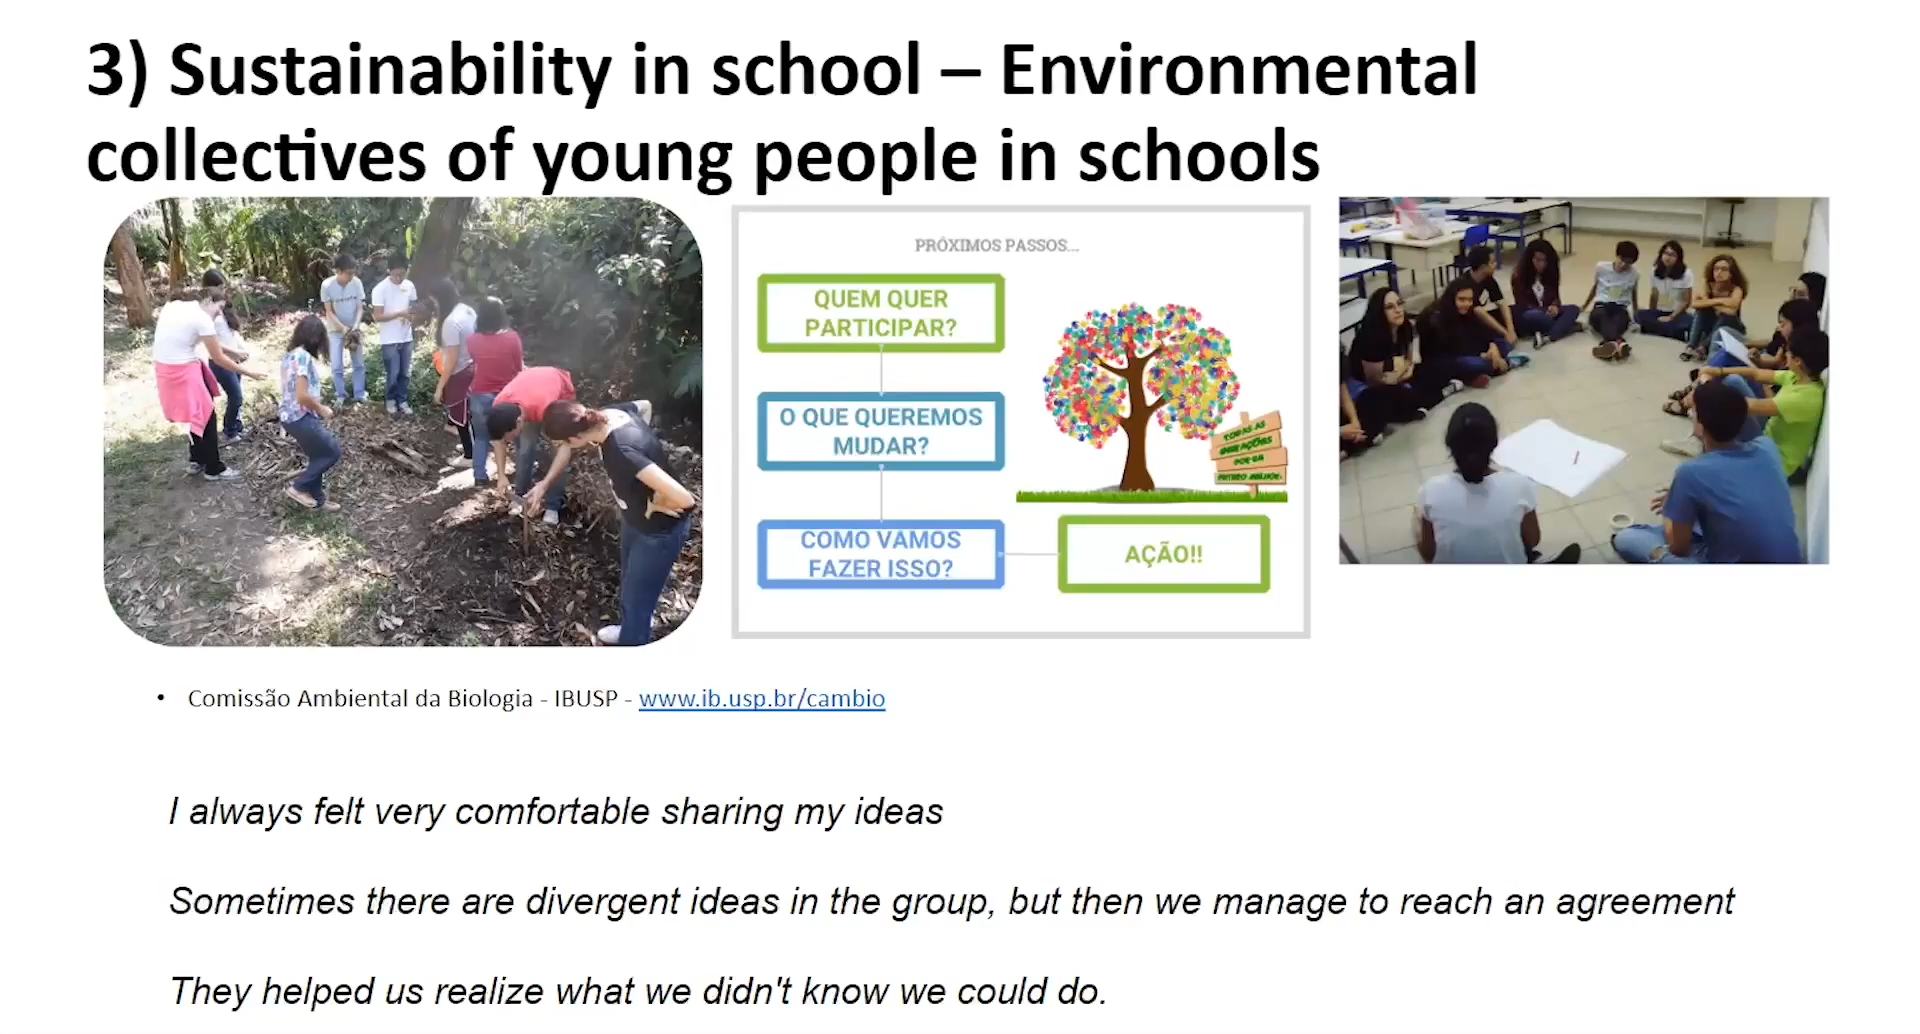 3) Sustainability in school – Environmental
collectives of young people in schools
PRÓXIMOS PASSOS...
QUEM QUER
PARTICIPAR?
O QUE QUEREMOS
MUDAR?
COMO VAMOS
FAZER ISSO?
AÇÃO!!
TODAS AS
GERAÇÕES
POR UM
FUTURO MELHOR
• Comissão Ambiental da Biologia - IBUSP - www.ib.usp.br/cambio
I always felt very comfortable sharing my ideas
Sometimes there are divergent ideas in the group, but then we manage to reach an agreement
They helped us realize what we didn't know we could do.